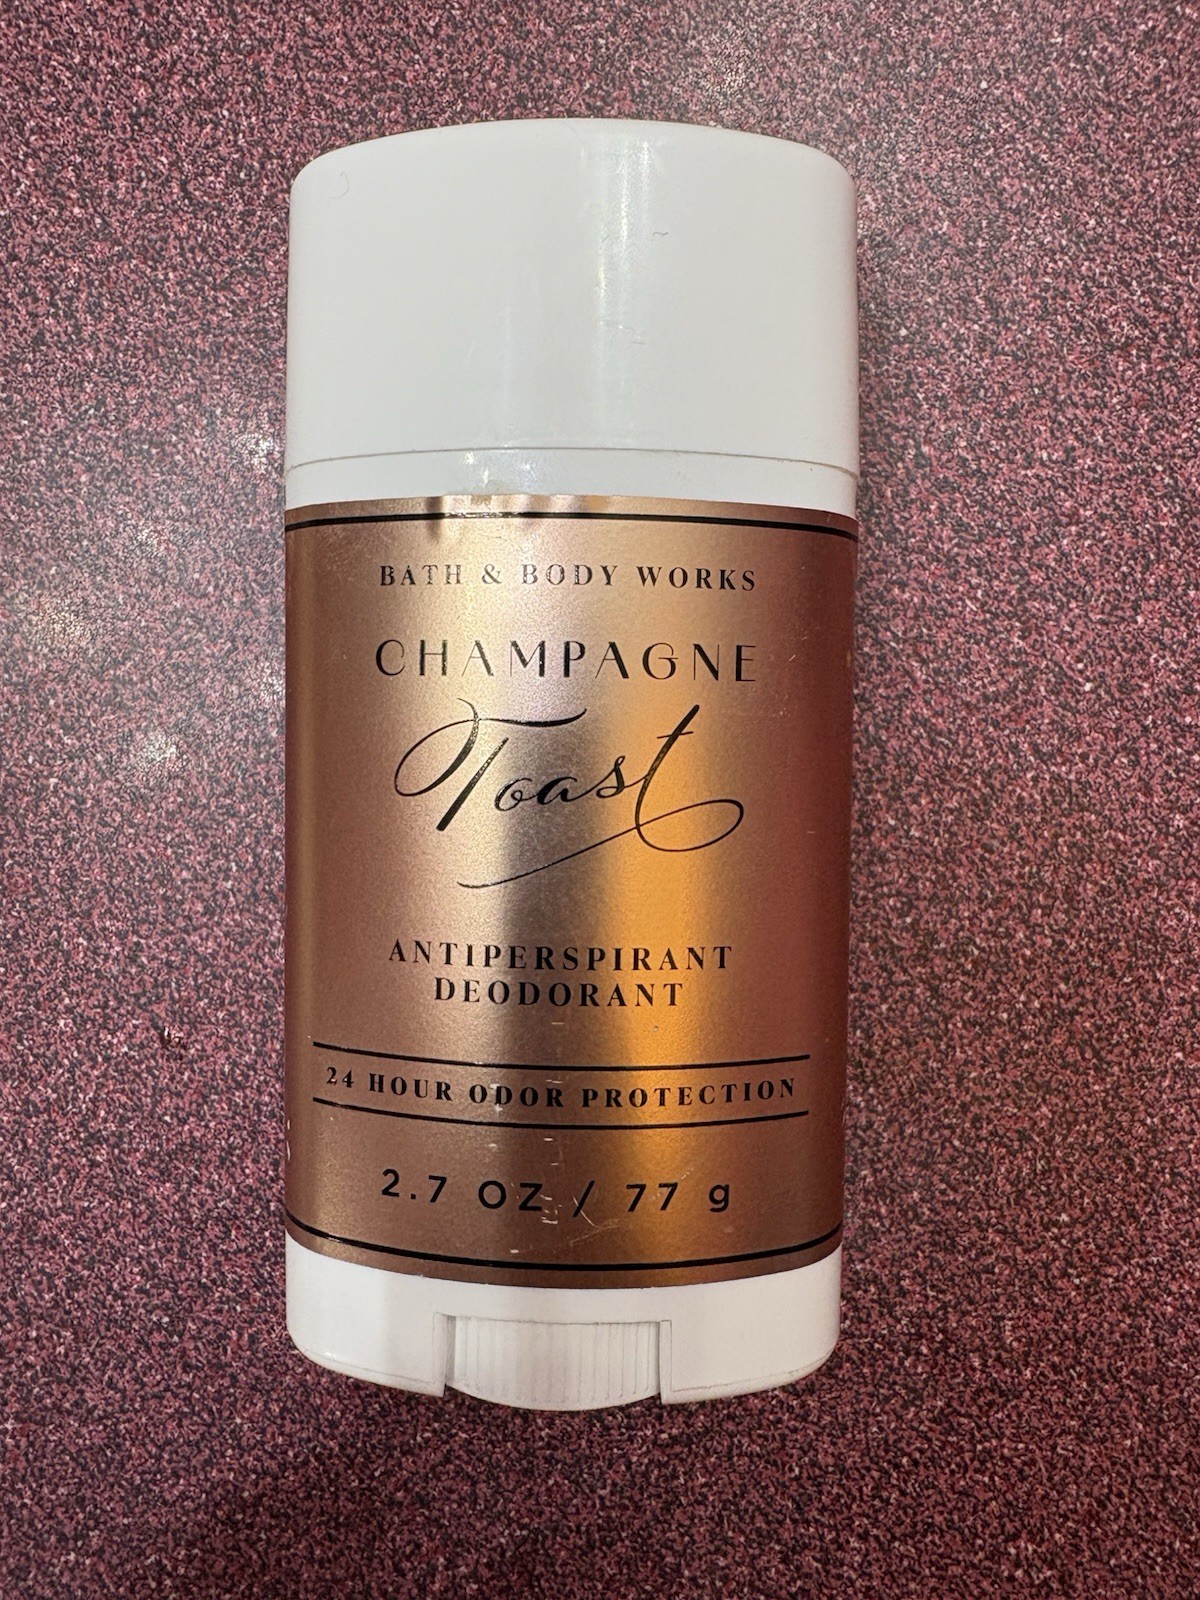 BATH & BODY WORKS
CHAMPAGNE
Toast
ANTIPERSPIRANT
DEODORANT
24 HOUR ODOR PROTECTION
2.7 OZ / 77 g